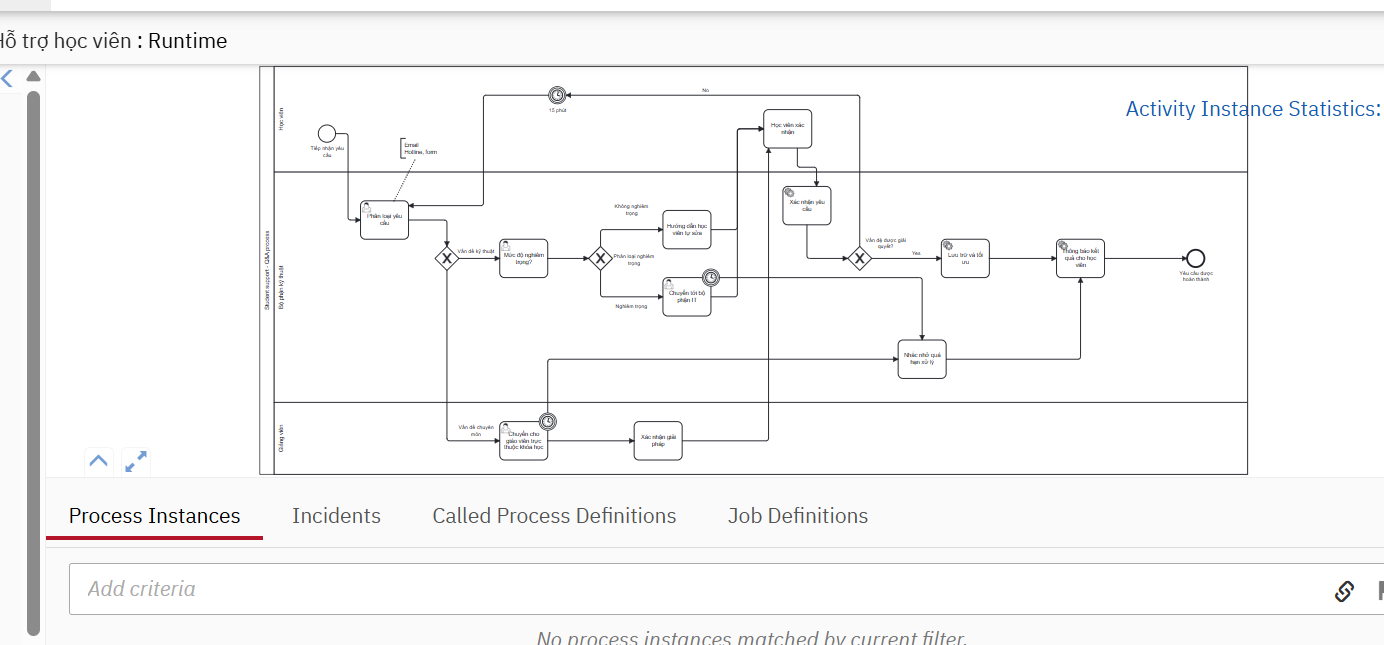 Hỗ trợ học viên : Runtime
Activity Instance Statistics:
Student support - Q&A process
Học viên
Tiếp nhận yêu
cầu
Email
Hotline, form
15 phút
No
Học viên xác
nhận
Bộ phận kỹ thuật
Phân loại yêu
cầu
Vấn đề kỹ thuật
Mức độ nghiêm
trọng?
Không nghiêm
trọng
Phân loại nghiêm
trọng
Nghiêm trọng
Hướng dẫn học
viên tự sửa
Chuyển tới bộ
phận IT
Xác nhận yêu
cầu
Vấn đề được giải
quyết?
Yes
Lưu trữ và tối
ưu
Thông báo kết
quả cho học
viên
Yêu cầu được
hoàn thành
Nhắc nhở quá
hạn xử lý
Giảng viên
Vấn đề chuyên
môn
Chuyển cho
giáo viên trực
thuộc khóa học
Xác nhận giải
pháp
Process Instances
Incidents
Called Process Definitions
Job Definitions
Add criteria
No process instances matched by current filter.